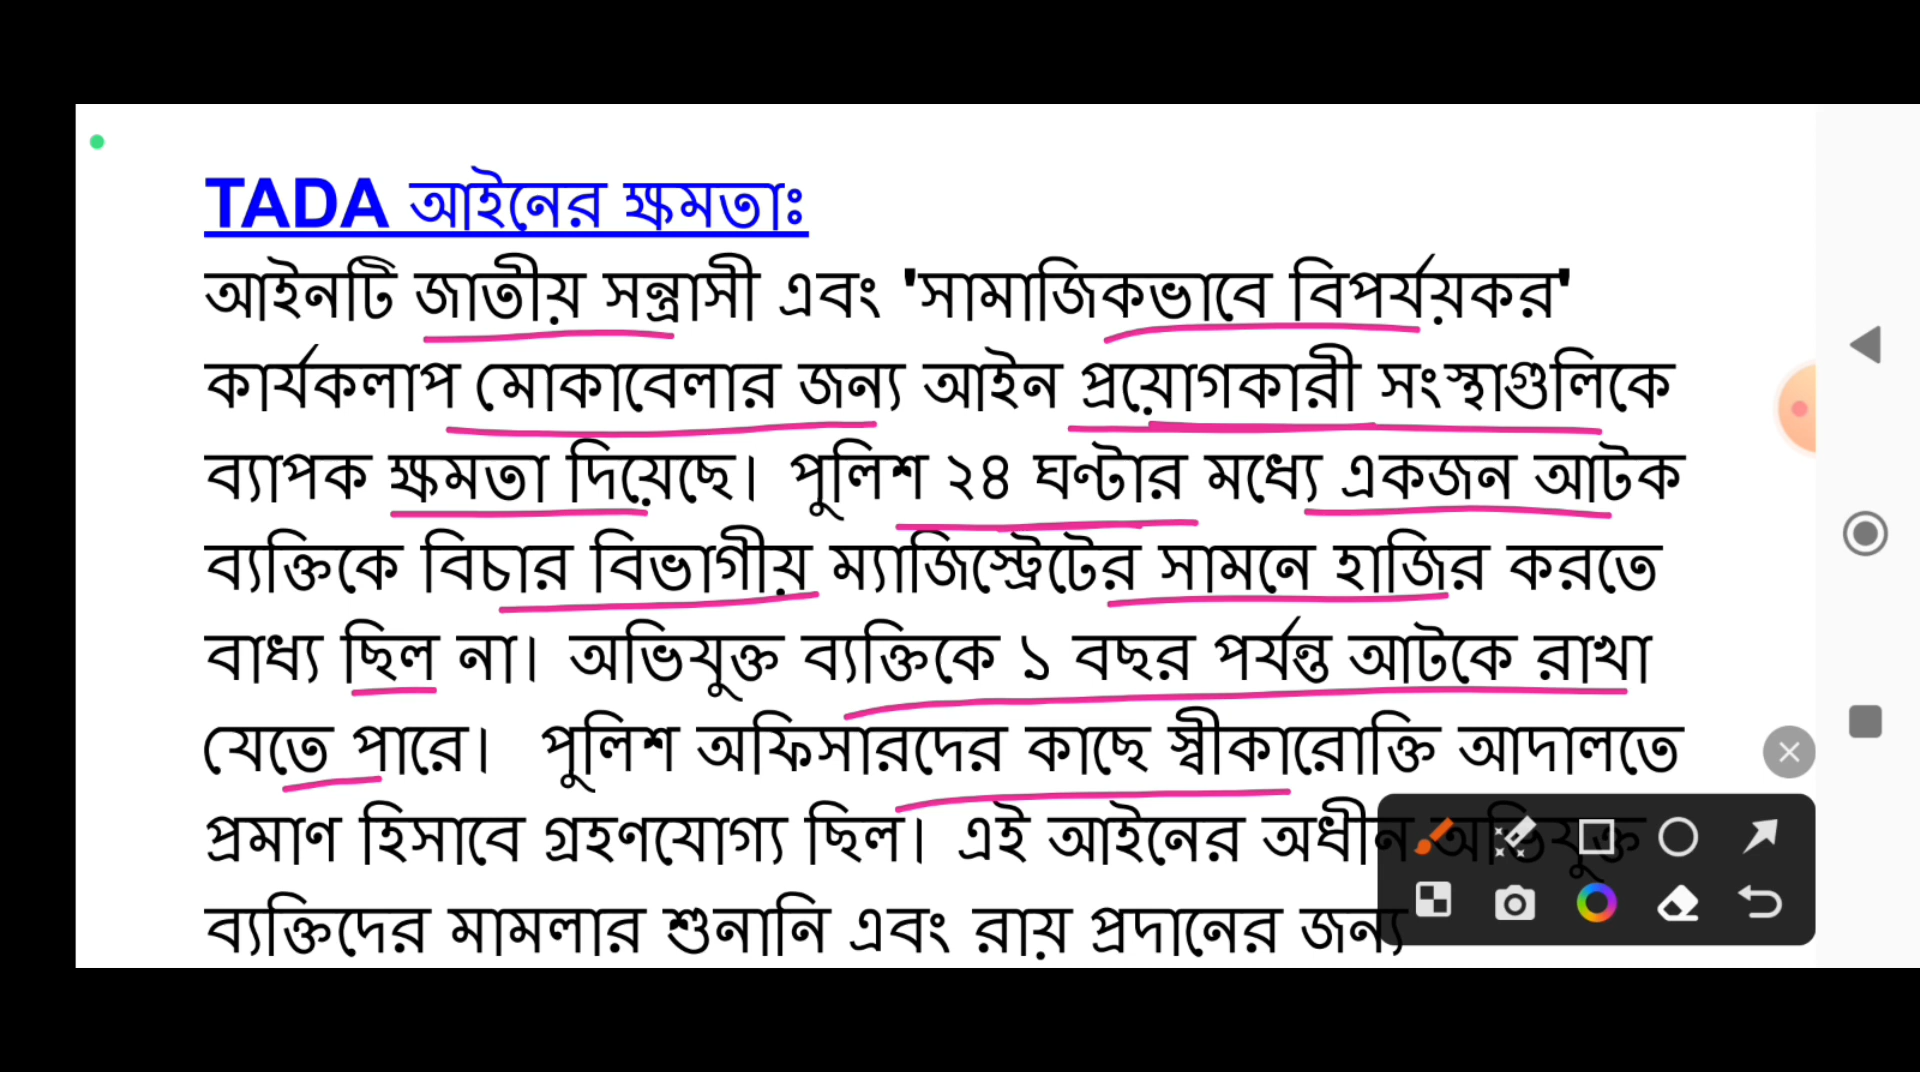 TADA আইনের ক্ষমতাঃ
আইনটি জাতীয় সন্ত্রাসী এবং 'সামাজিকভাবে বিপর্যয়কর'
কার্যকলাপ মোকাবেলার জন্য আইন প্রয়োগকারী সংস্থাগুলিকে
ব্যাপক ক্ষমতা দিয়েছে। পুলিশ ২৪ ঘণ্টার মধ্যে একজন আটক
ব্যক্তিকে বিচার বিভাগীয় ম্যাজিস্ট্রেটের সামনে হাজির করতে
বাধ্য ছিল না। অভিযুক্ত ব্যক্তিকে ১ বছর পর্যন্ত আটকে রাখা
যেতে পারে। পুলিশ অফিসারদের কাছে স্বীকারোক্তি আদালতে
প্রমাণ হিসাবে গ্রহণযোগ্য ছিল। এই আইনের অধীন অভিযুক্ত
ব্যক্তিদের মামলার শুনানি এবং রায় প্রদানের জন্য